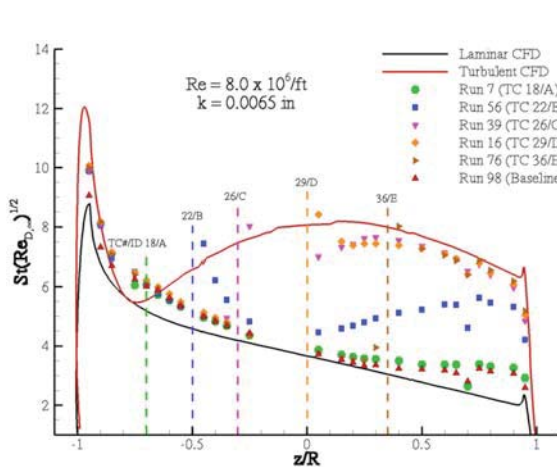 14
12
10
8
6
4
2
St(Re_D,∞)^1/2
Re = 8.0 x 10^6/ft
k = 0.0065 in
Laminar CFD
Turbulent CFD
Run 7 (TC 18/A)
Run 56 (TC 22/B
Run 39 (TC 26/C
Run 16 (TC 29/D
Run 76 (TC 36/E
Run 98 (Baseline
TC#/ID 18/A
22/B
26/C
29/D
36/E
-1
-0.5
0
0.5
1
z/R